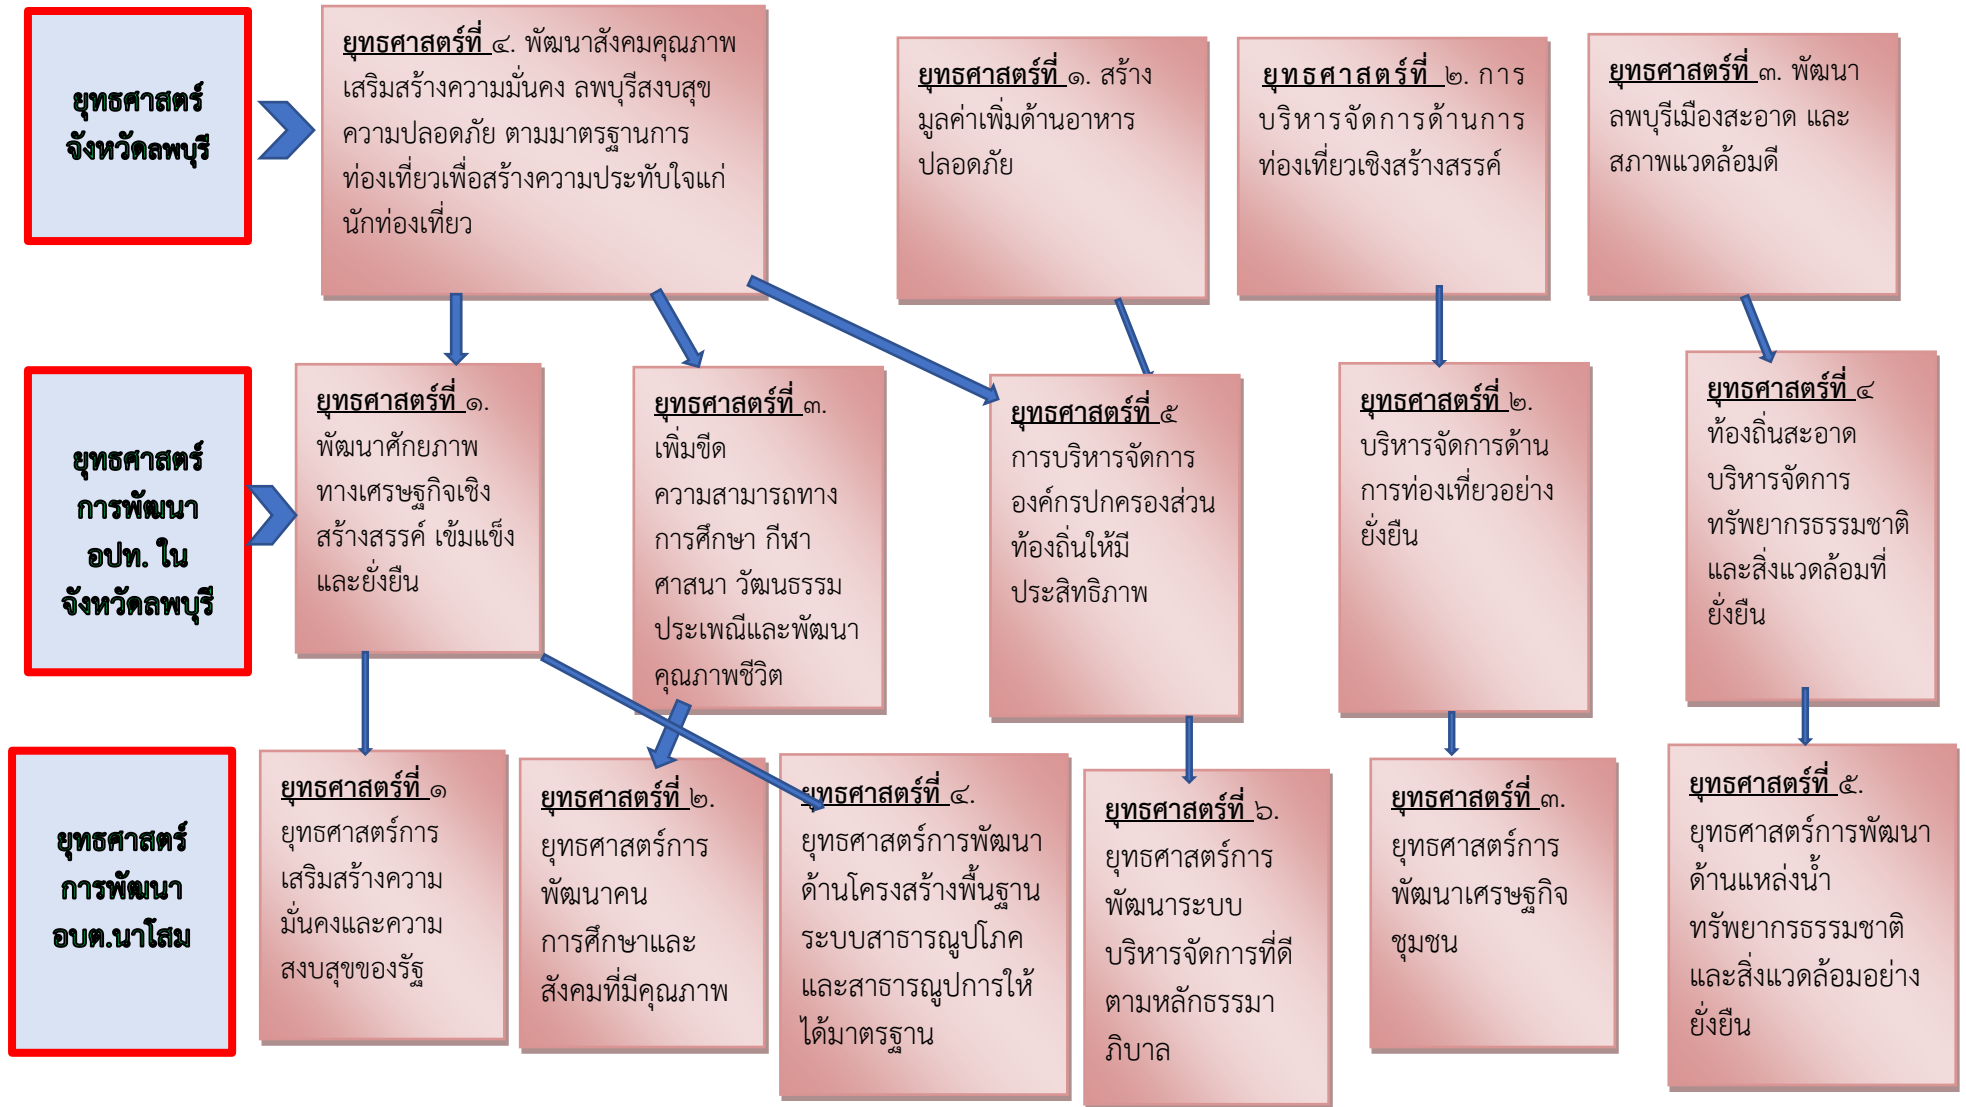 ยุทธศาสตร์
จังหวัดลพบุรี
ยุทธศาสตร์ที่ ๔. พัฒนาสังคมคุณภาพ
เสริมสร้างความมั่นคง ลพบุรีสงบสุข
ความปลอดภัย ตามมาตรฐานการ
ท่องเที่ยวเพื่อสร้างความประทับใจแก่
นักท่องเที่ยว
ยุทธศาสตร์ที่ ๑. สร้าง
มูลค่าเพิ่มด้านอาหาร
ปลอดภัย
ยุทธศาสตร์ที่ ๒. การ
บริหารจัดการด้านการ
ท่องเที่ยวเชิงสร้างสรรค์
ยุทธศาสตร์ที่ ๓. พัฒนา
ลพบุรีเมืองสะอาด และ
สภาพแวดล้อมดี
ยุทธศาสตร์
การพัฒนา
อปท. ใน
จังหวัดลพบุรี
ยุทธศาสตร์ที่ ๑.
พัฒนาศักยภาพ
ทางเศรษฐกิจเชิง
สร้างสรรค์ เข้มแข็ง
และยั่งยืน
ยุทธศาสตร์ที่ ๓.
เพิ่มขีด
ความสามารถทาง
การศึกษา กีฬา
ศาสนา วัฒนธรรม
ประเพณีและพัฒนา
คุณภาพชีวิต
ยุทธศาสตร์ที่ ๕
การบริหารจัดการ
องค์กรปกครองส่วน
ท้องถิ่นให้มี
ประสิทธิภาพ
ยุทธศาสตร์ที่ ๒.
บริหารจัดการด้าน
การท่องเที่ยวอย่าง
ยั่งยืน
ยุทธศาสตร์ที่ ๔
ท้องถิ่นสะอาด
บริหารจัดการ
ทรัพยากรธรรมชาติ
และสิ่งแวดล้อมที่
ยั่งยืน
ยุทธศาสตร์
การพัฒนา
อบต.นาโสม
ยุทธศาสตร์ที่ ๑
ยุทธศาสตร์การ
เสริมสร้างความ
มั่นคงและความ
สงบสุขของรัฐ
ยุทธศาสตร์ที่ ๒.
ยุทธศาสตร์การ
พัฒนาคน
การศึกษาและ
สังคมที่มีคุณภาพ
ยุทธศาสตร์ที่ ๔.
ยุทธศาสตร์การพัฒนา
ด้านโครงสร้างพื้นฐาน
ระบบสาธารณูปโภค
และสาธารณูปการให้
ได้มาตรฐาน
ยุทธศาสตร์ที่ ๖.
ยุทธศาสตร์การ
พัฒนาระบบ
บริหารจัดการที่ดี
ตามหลักธรรมา
ภิบาล
ยุทธศาสตร์ที่ ๓.
ยุทธศาสตร์การ
พัฒนาเศรษฐกิจ
ชุมชน
ยุทธศาสตร์ที่ ๕.
ยุทธศาสตร์การพัฒนา
ด้านแหล่งน้ำ
ทรัพยากรธรรมชาติ
และสิ่งแวดล้อมอย่าง
ยั่งยืน